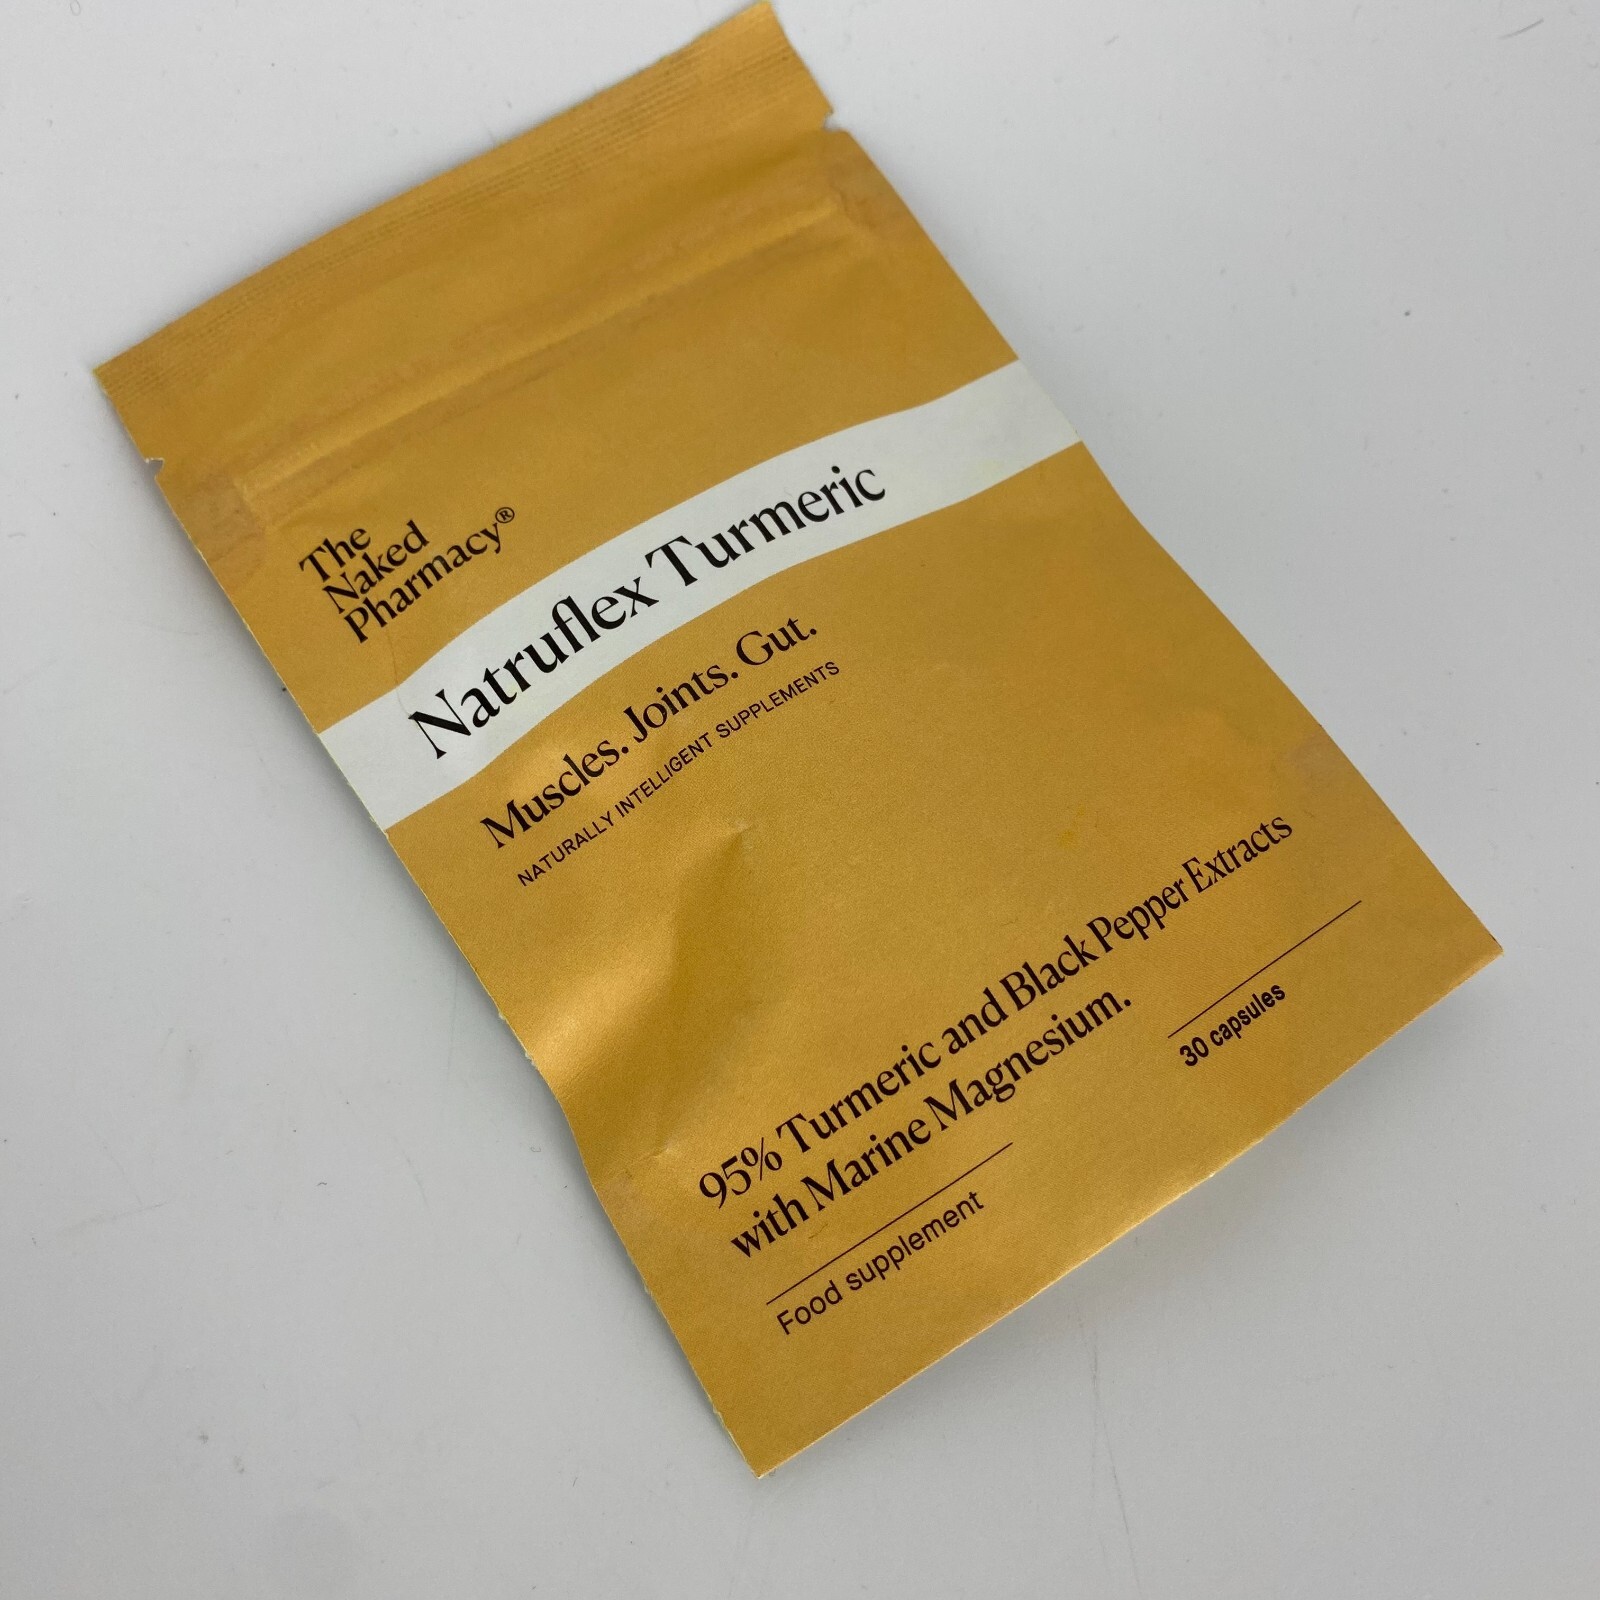 The
Naked
Pharmacy®
Natruflex Turmeric
Muscles. Joints. Gut.
NATURALLY INTELLIGENT SUPPLEMENTS
95% Turmeric and Black Pepper Extracts
with Marine Magnesium.
Food supplement
30 capsules